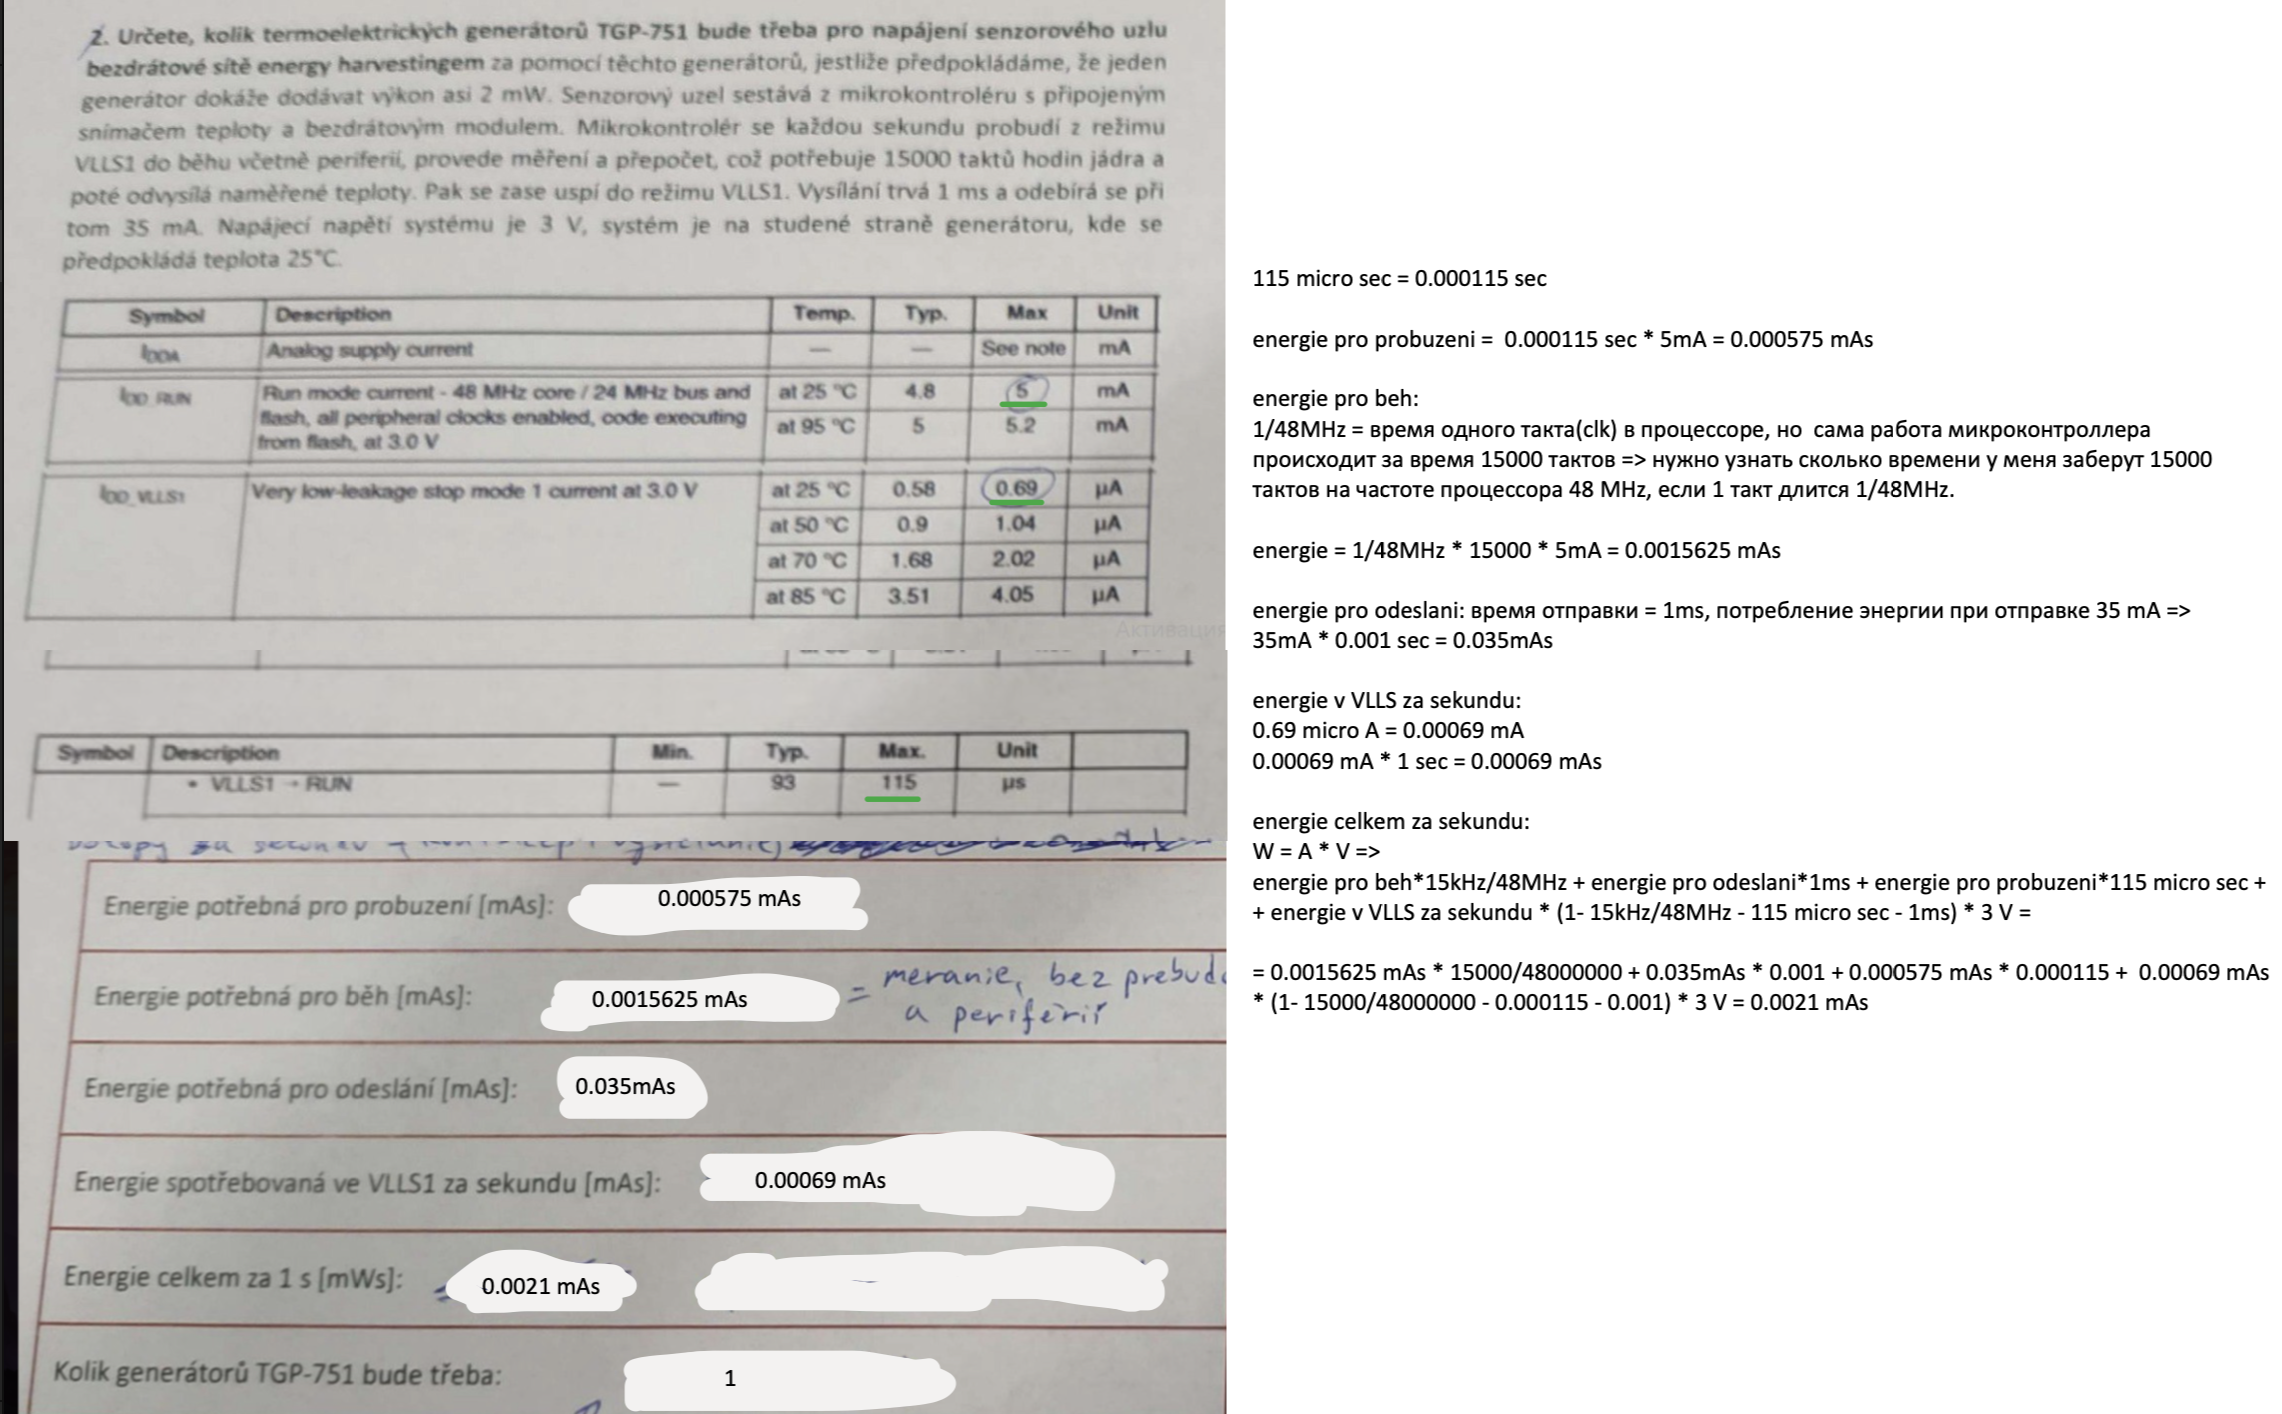 2. Určete, kolik termoelektrických generátorů TGP-751 bude třeba pro napájení senzorového uzlu
bezdrátové sítě energy harvestingem za pomocí těchto generátorů, jestliže předpokládáme, že jeden
generátor dokáže dodávat výkon asi 2 mW. Senzorový uzel sestává z mikrokontroléru s připojeným
snímačem teploty a bezdrátovým modulem. Mikrokontrolér se každou sekundu probudí z režimu
VLLS1 do běhu včetně periferií, provede měření a přepočet, což potřebuje 15000 taktů hodin jádra a
poté odvysílá naměřené teploty. Pak se zase uspí do režimu VLLS1. Vysílání trvá 1 ms a odebírá se při
tom 35 mA. Napájecí napětí systému je 3 V, systém je na studené straně generátoru, kde se
předpokládá teplota 25°C.
Symbol Description Temp. Typ. Max Unit
IDDA Analog supply current — — See note mA
IDD_RUN Run mode current - 48 MHz core / 24 MHz bus and at 25 °C 4.8 5 mA
flash, all peripheral clocks enabled, code executing at 95 °C 5 5.2 mA
from flash, at 3.0 V
IDD_VLLS1 Very low-leakage stop mode 1 current at 3.0 V at 25 °C 0.58 0.69 µA
at 50 °C 0.9 1.04 µA
at 70 °C 1.68 2.02 µA
at 85 °C 3.51 4.05 µA
Активация
Symbol Description Min. Typ. Max. Unit
• VLLS1 → RUN — 93 115 µs
Energie potřebná pro probuzení [mAs]: 0.000575 mAs
Energie potřebná pro běh [mAs]: 0.0015625 mAs = meranie, bez prebud
a periférií
Energie potřebná pro odeslání [mAs]: 0.035mAs
Energie spotřebovaná ve VLLS1 za sekundu [mAs]: 0.00069 mAs
Energie celkem za 1 s [mWs]: 0.0021 mAs
Kolik generátorů TGP-751 bude třeba: 1
115 micro sec = 0.000115 sec
energie pro probuzeni = 0.000115 sec * 5mA = 0.000575 mAs
energie pro beh:
1/48MHz = время одного такта(clk) в процессоре, но сама работа микроконтроллера
происходит за время 15000 тактов => нужно узнать сколько времени у меня заберут 15000
тактов на частоте процессора 48 MHz, если 1 такт длится 1/48MHz.
energie = 1/48MHz * 15000 * 5mA = 0.0015625 mAs
energie pro odeslani: время отправки = 1ms, потребление энергии при отправке 35 mA =>
35mA * 0.001 sec = 0.035mAs
energie v VLLS za sekundu:
0.69 micro A = 0.00069 mA
0.00069 mA * 1 sec = 0.00069 mAs
energie celkem za sekundu:
W = A * V =>
energie pro beh*15kHz/48MHz + energie pro odeslani*1ms + energie pro probuzeni*115 micro sec +
+ energie v VLLS za sekundu * (1- 15kHz/48MHz - 115 micro sec - 1ms) * 3 V =
= 0.0015625 mAs * 15000/48000000 + 0.035mAs * 0.001 + 0.000575 mAs * 0.000115 + 0.00069 mAs
* (1- 15000/48000000 - 0.000115 - 0.001) * 3 V = 0.0021 mAs